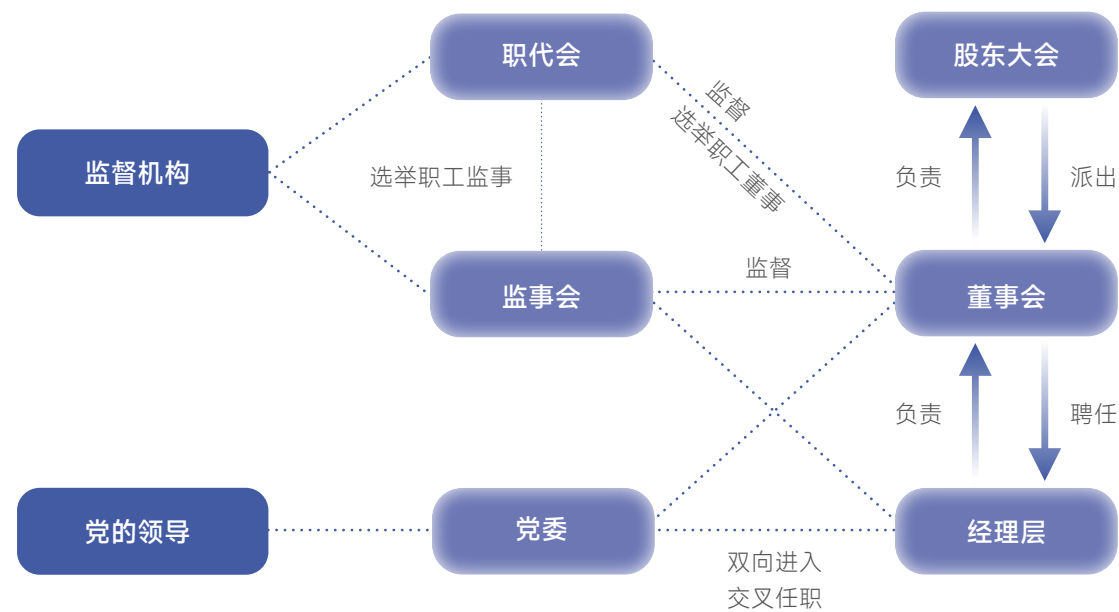 职代会
股东大会
监督
选举职工董事
监督机构
选举职工监事
负责
派出
监督
监事会
董事会
负责
聘任
党的领导
党委
经理层
双向进入
交叉任职